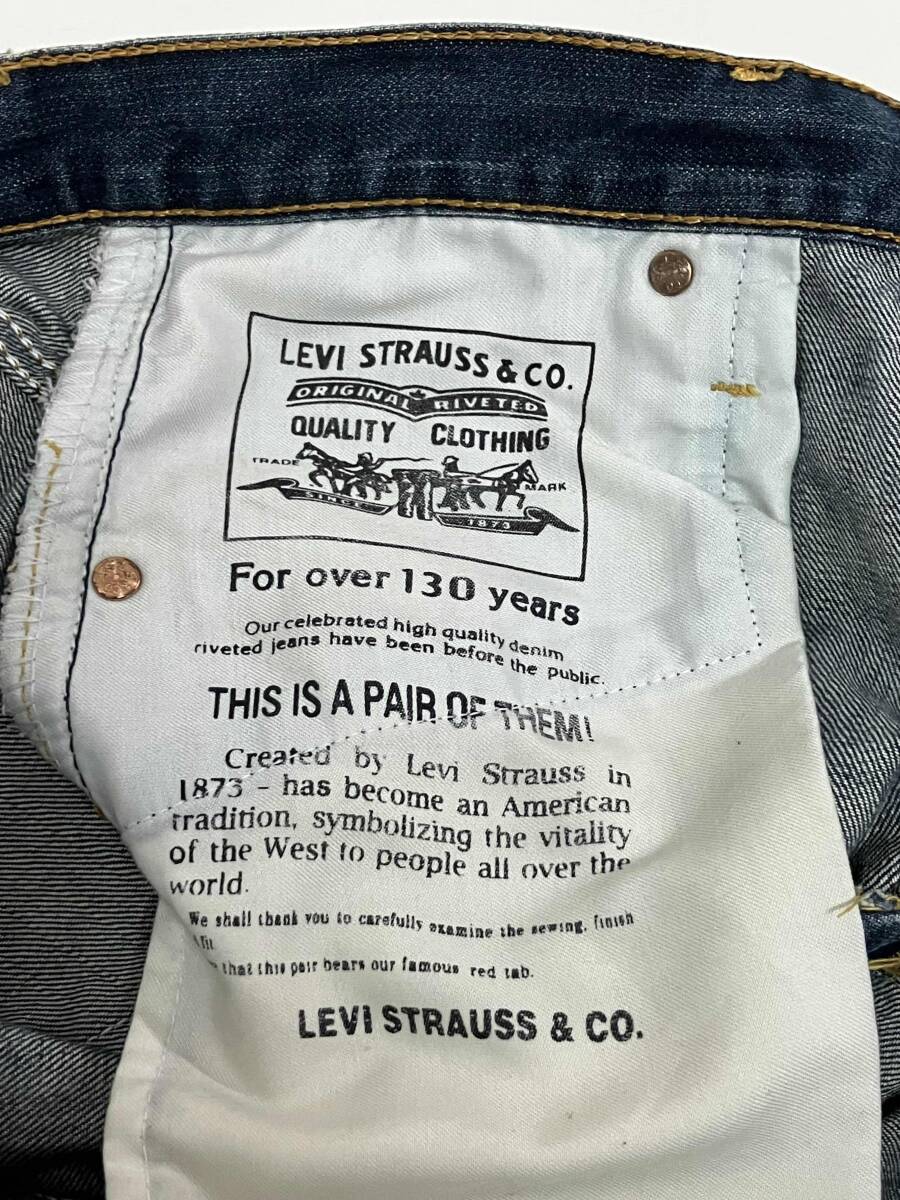 LEVI STRAUSS & CO.
ORIGINAL RIVETED
QUALITY CLOTHING
TRADE MARK
SINCE 1873
For over 130 years
Our celebrated high quality denim
riveted jeans have been before the public.
THIS IS A PAIR OF THEM!
Created by Levi Strauss in
1873 - has become an American
tradition, symbolizing the vitality
of the West to people all over the
world.
We shall thank you to carefully examine the sewing, finish
fit
that this pair bears our famous red tab.
LEVI STRAUSS & CO.